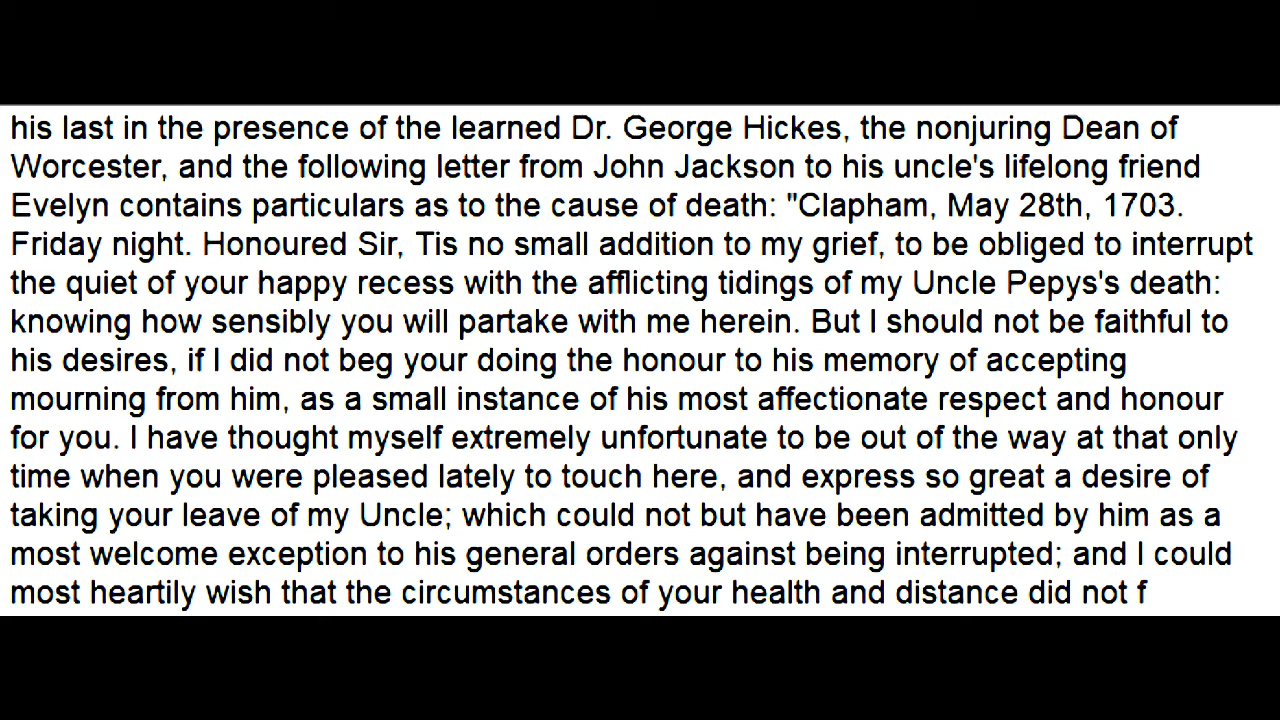 his last in the presence of the learned Dr. George Hickes, the nonjuring Dean of
Worcester, and the following letter from John Jackson to his uncle's lifelong friend
Evelyn contains particulars as to the cause of death: "Clapham, May 28th, 1703.
Friday night. Honoured Sir, Tis no small addition to my grief, to be obliged to interrupt
the quiet of your happy recess with the afflicting tidings of my Uncle Pepys's death:
knowing how sensibly you will partake with me herein. But I should not be faithful to
his desires, if I did not beg your doing the honour to his memory of accepting
mourning from him, as a small instance of his most affectionate respect and honour
for you. I have thought myself extremely unfortunate to be out of the way at that only
time when you were pleased lately to touch here, and express so great a desire of
taking your leave of my Uncle; which could not but have been admitted by him as a
most welcome exception to his general orders against being interrupted; and I could
most heartily wish that the circumstances of your health and distance did not f